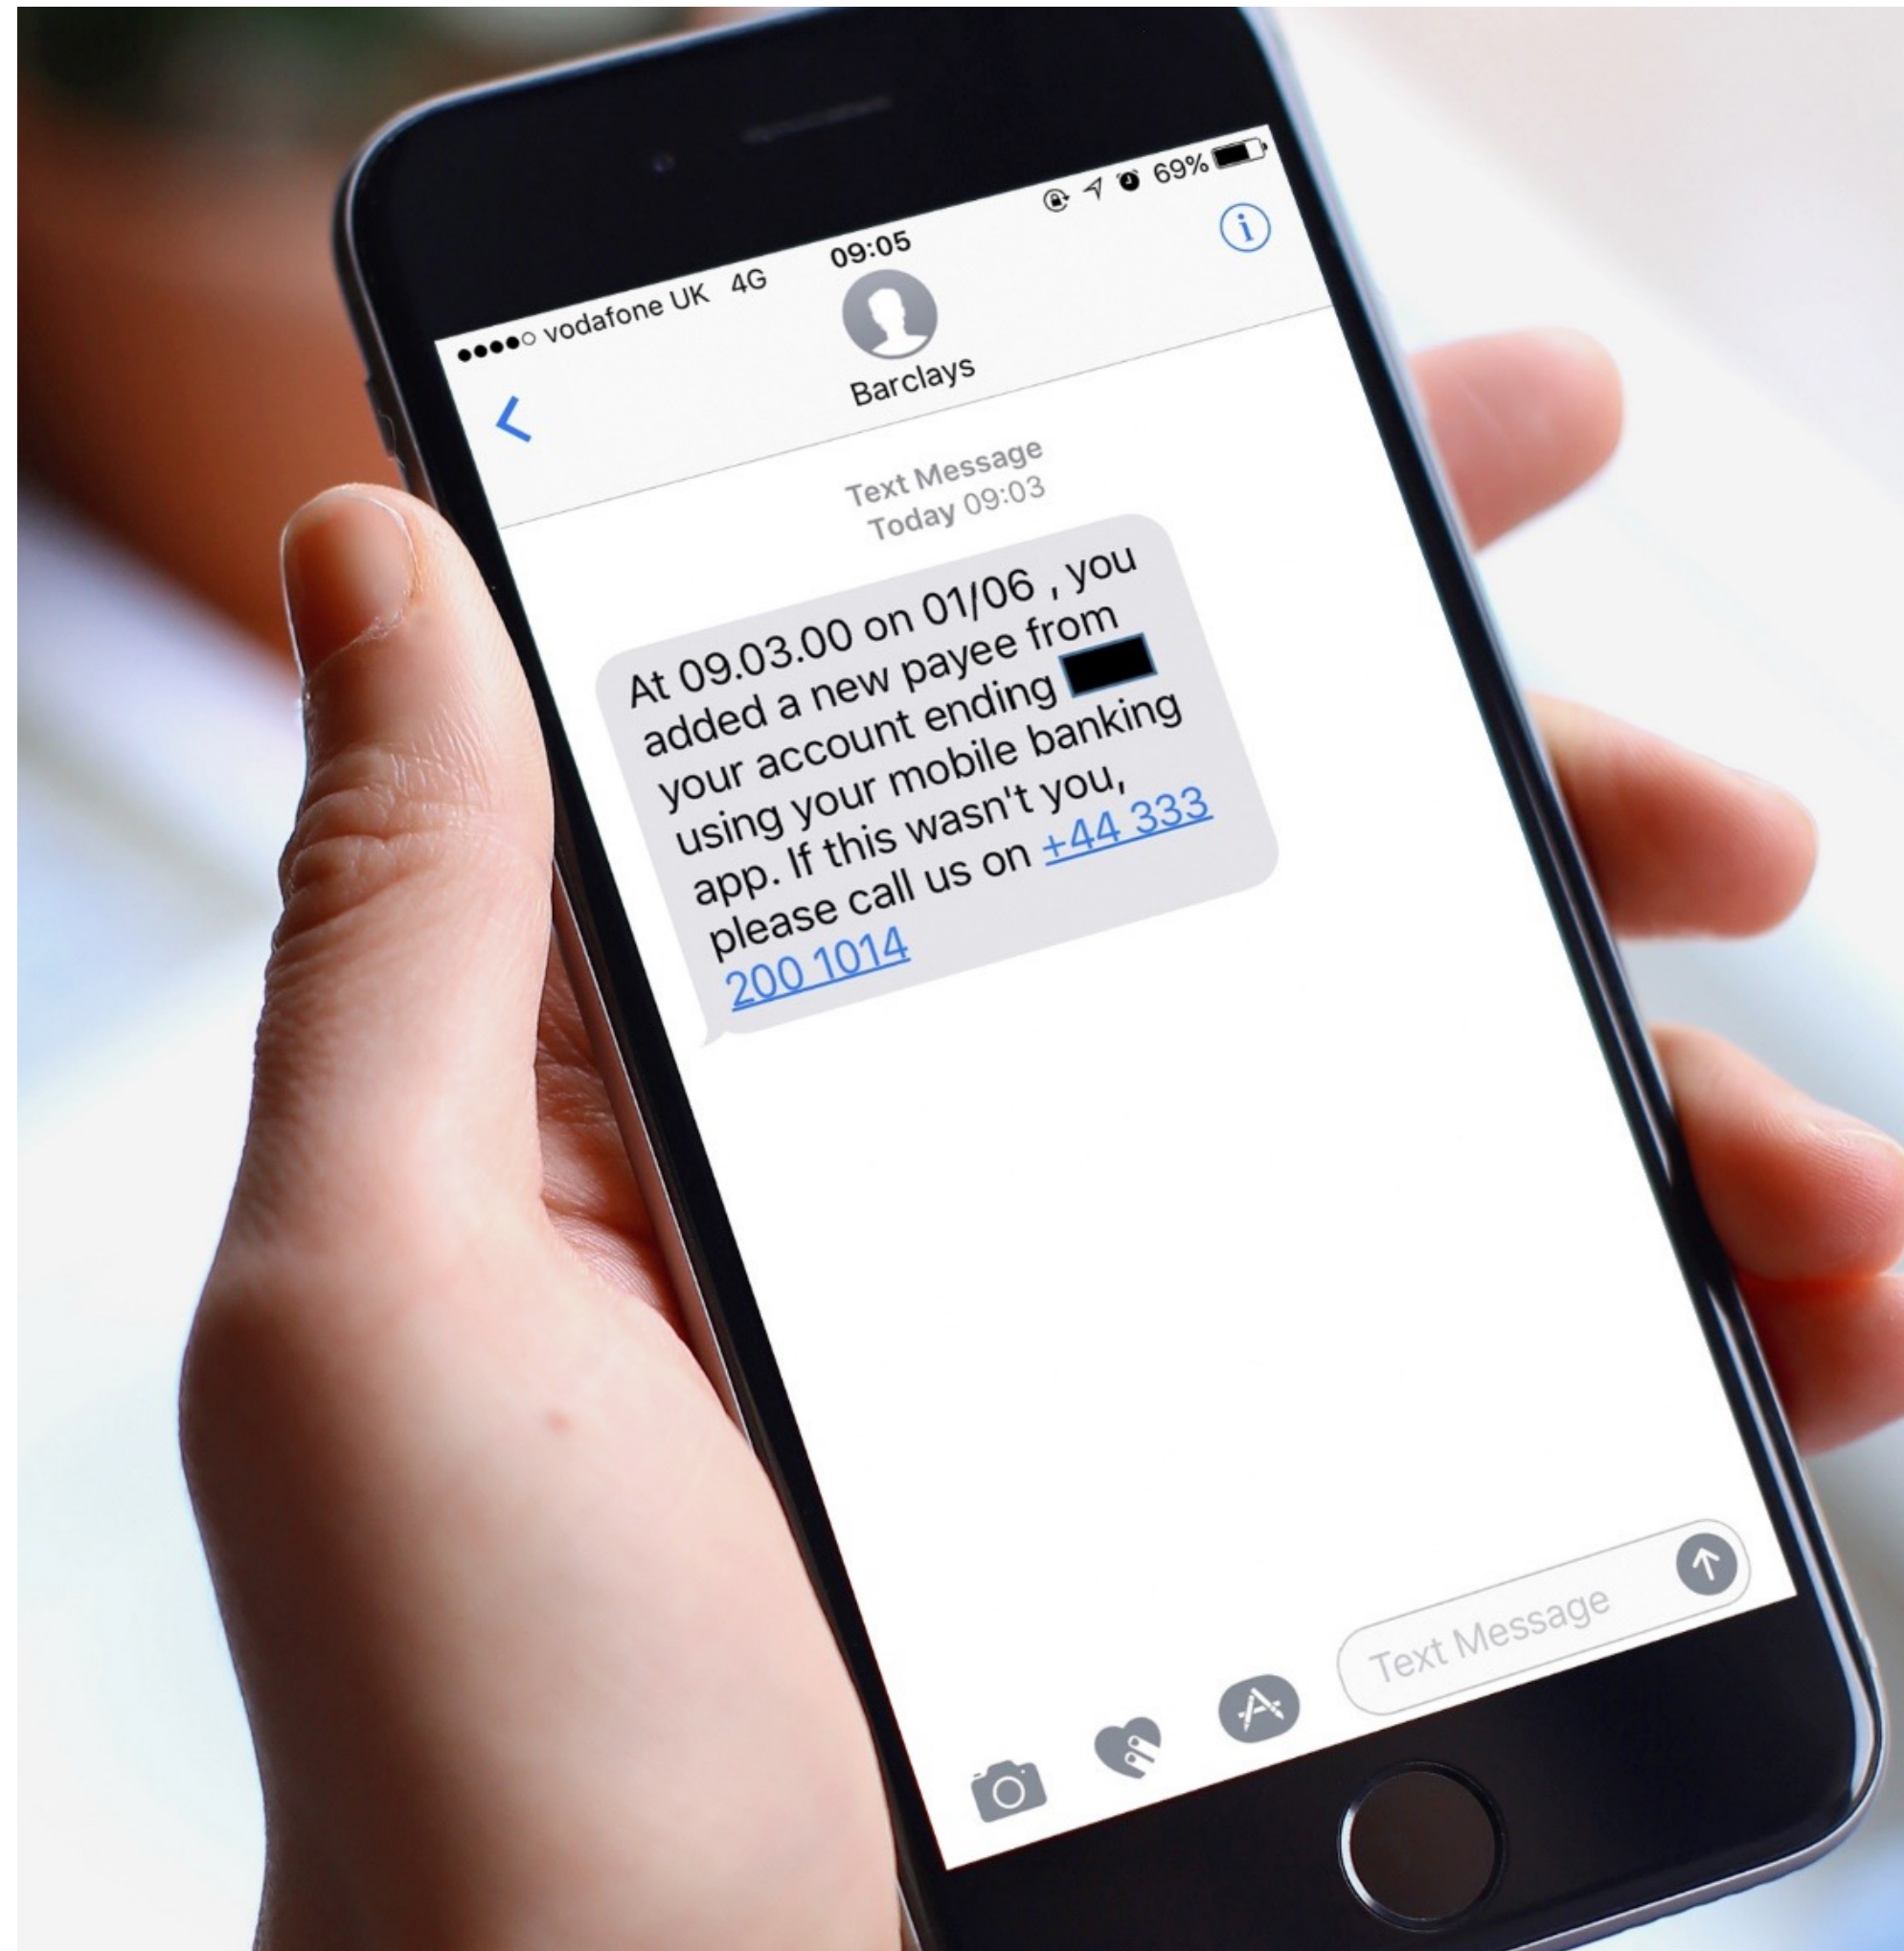 vodafone UK 4G 09:05 69%
Barclays
Text Message
Today 09:03
At 09.03.00 on 01/06 , you
added a new payee from
your account ending
using your mobile banking
app. If this wasn't you,
please call us on +44 333
200 1014
Text Message